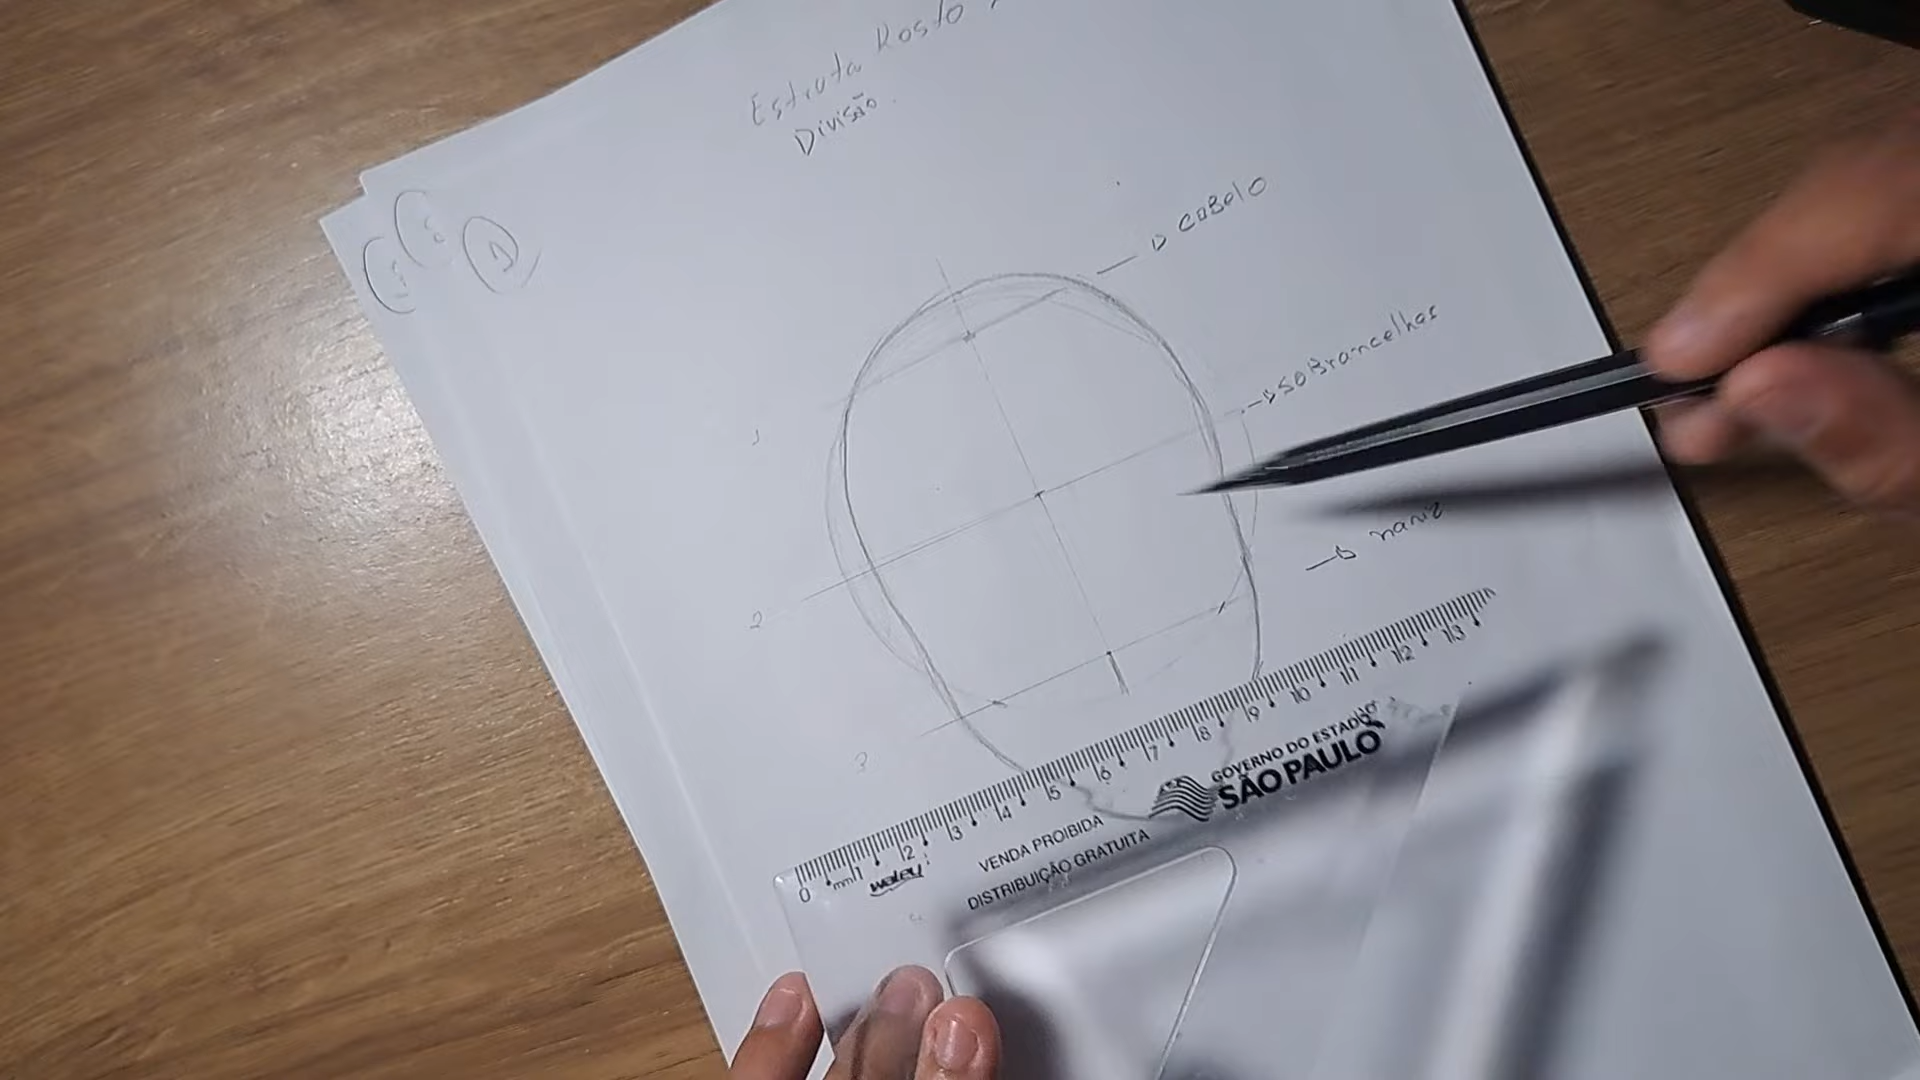 Estruta Rosto
Divisão
D cabelo
1
sobrancelhas
nariz
2
3
0 mm 1 2 3 4 5 6 7 8 9 10 11 12 13
waleu
VENDA PROIBIDA
DISTRIBUIÇÃO GRATUITA
GOVERNO DO ESTADO
SÃO PAULO